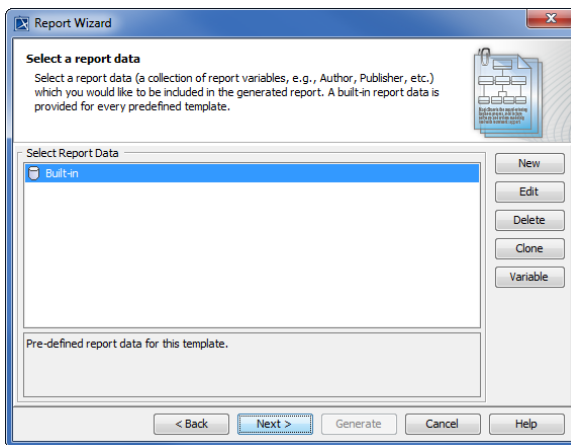 Report Wizard
Select a report data
Select a report data (a collection of report variables, e.g., Author, Publisher, etc.)
which you would like to be included in the generated report. A built-in report data is
provided for every predefined template.
Select Report Data
Built-in
New
Edit
Delete
Clone
Variable
Pre-defined report data for this template.
< Back
Next >
Generate
Cancel
Help